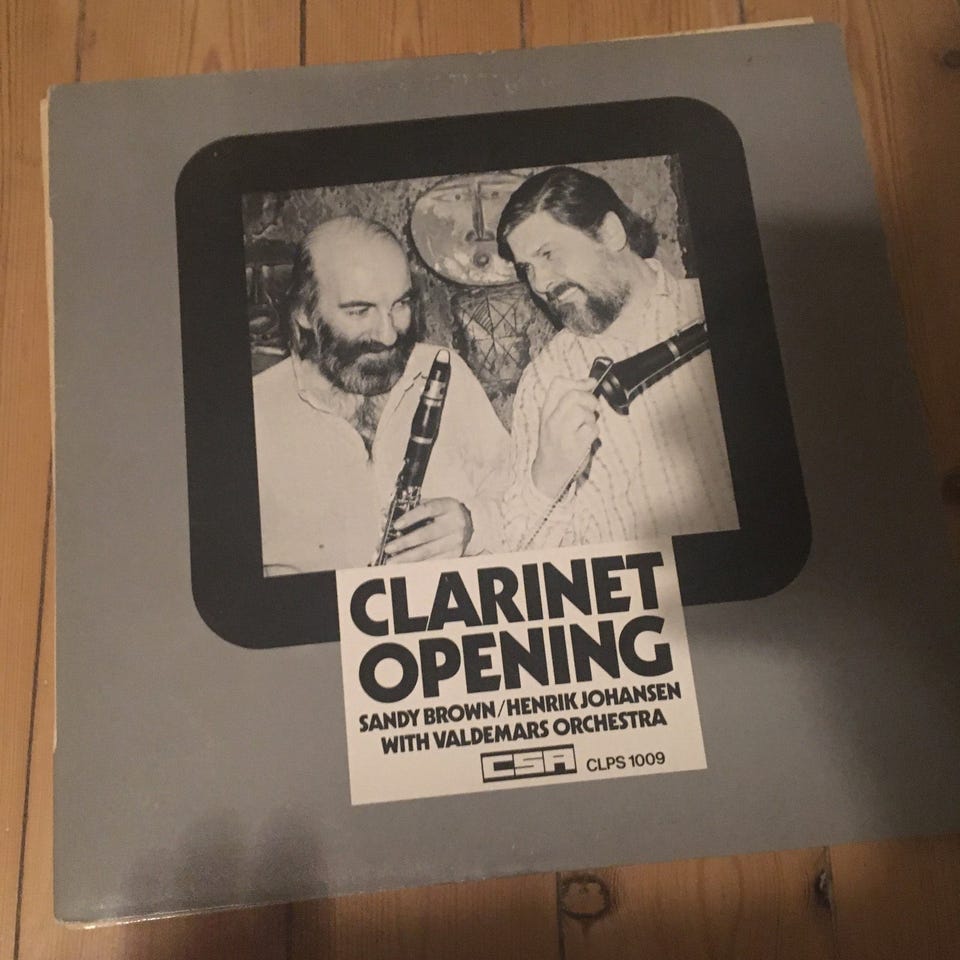 CLARINET
OPENING
SANDY BROWN/HENRIK JOHANSEN
WITH VALDEMARS ORCHESTRA
CSA CLPS 1009